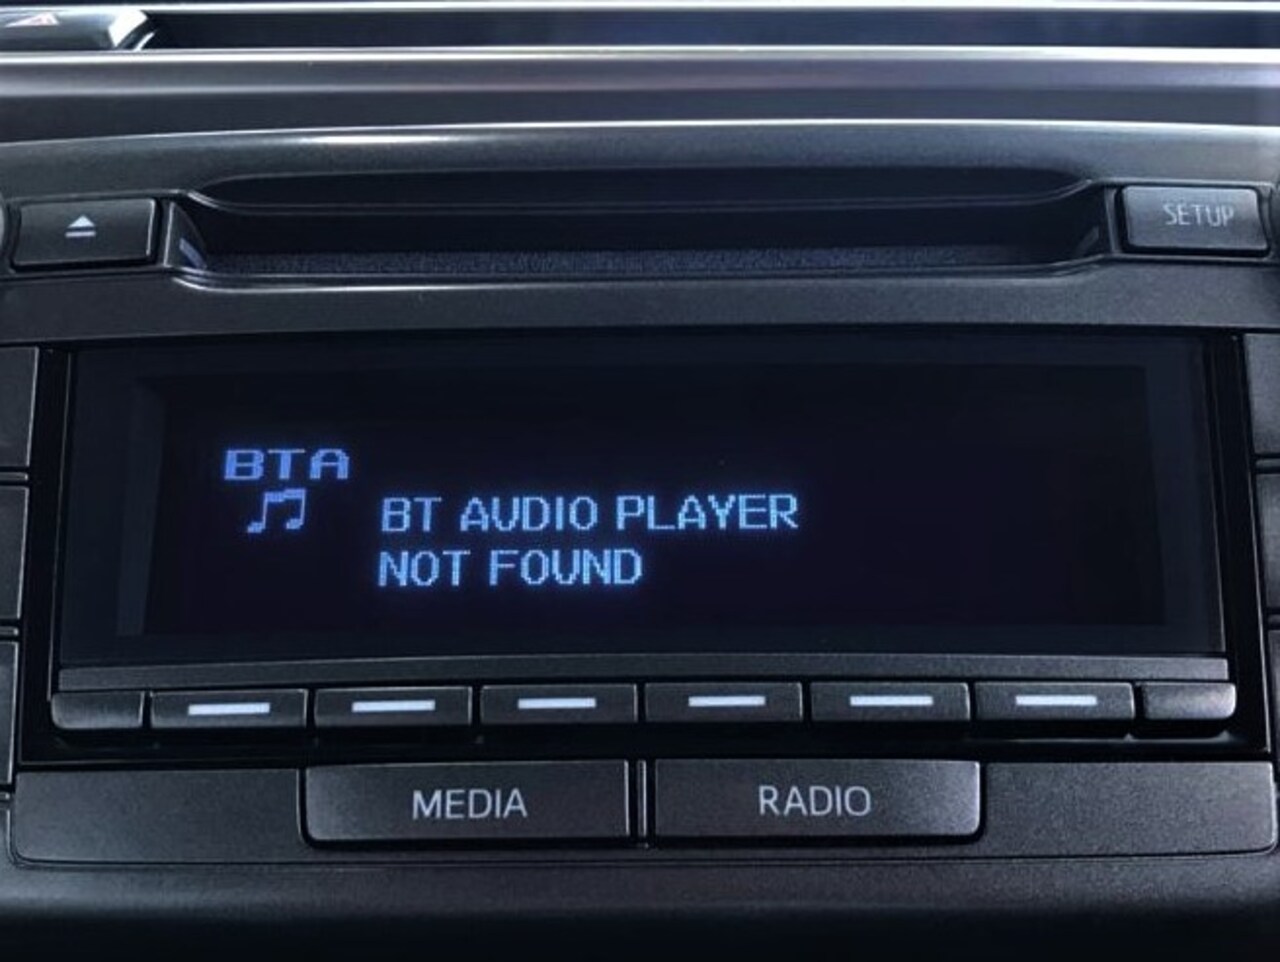 SETUP
BTA
BT AUDIO PLAYER
NOT FOUND
MEDIA
RADIO